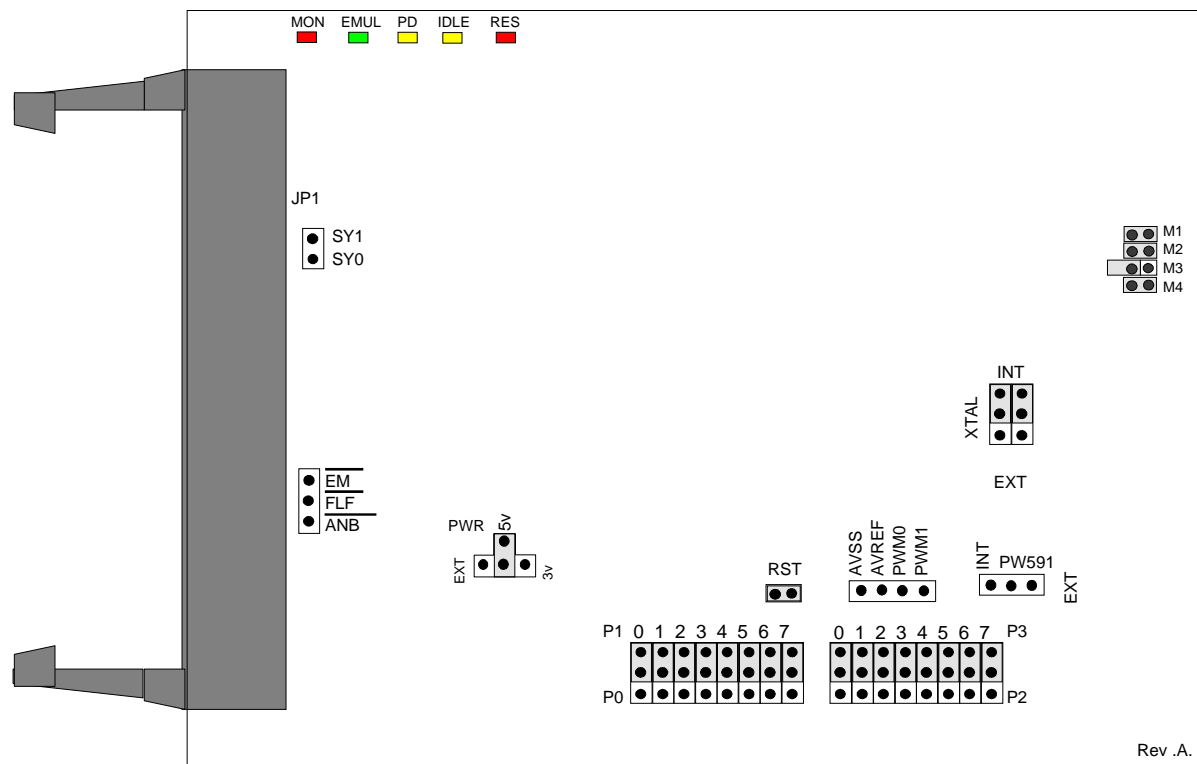 MON EMUL PD IDLE RES
JP1
SY1
SY0
M1
M2
M3
M4
INT
XTAL
EXT
EM
FLF
ANB
PWR 5v
EXT 3v
RST
AVSS
AVREF
PWM0
PWM1
INT PW591 EXT
P1 0 1 2 3 4 5 6 7
0 1 2 3 4 5 6 7 P3
P0
P2
Rev .A.